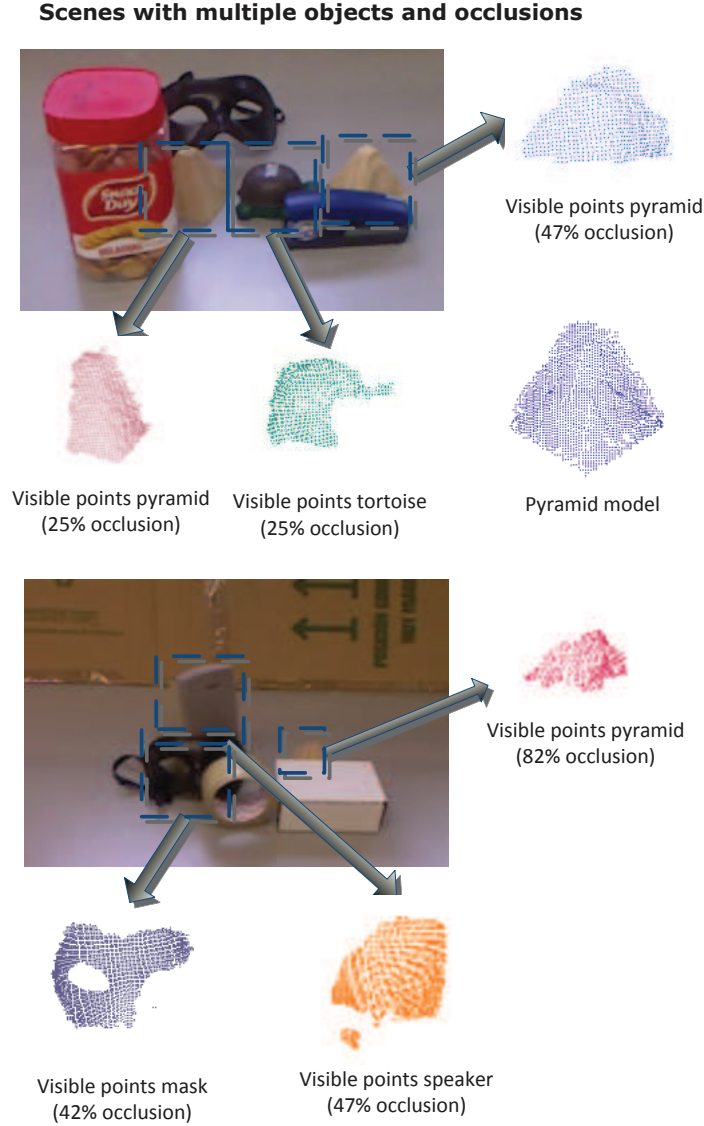 Scenes with multiple objects and occlusions
Visible points pyramid
(47% occlusion)
Visible points pyramid
(25% occlusion)
Visible points tortoise
(25% occlusion)
Pyramid model
Visible points pyramid
(82% occlusion)
Visible points mask
(42% occlusion)
Visible points speaker
(47% occlusion)